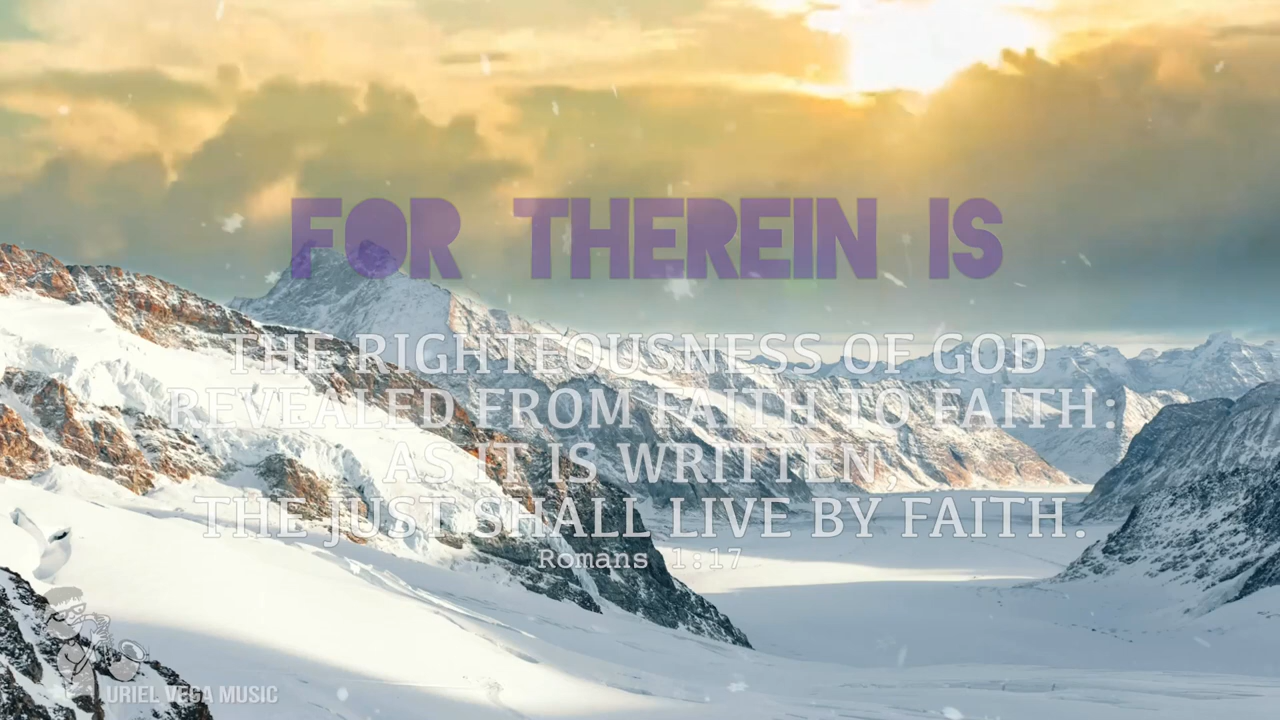 FOR THEREIN IS
THE RIGHTEOUSNESS OF GOD
REVEALED FROM FAITH TO FAITH:
AS IT IS WRITTEN,
THE JUST SHALL LIVE BY FAITH.
Romans 1:17
URIEL VEGA MUSIC